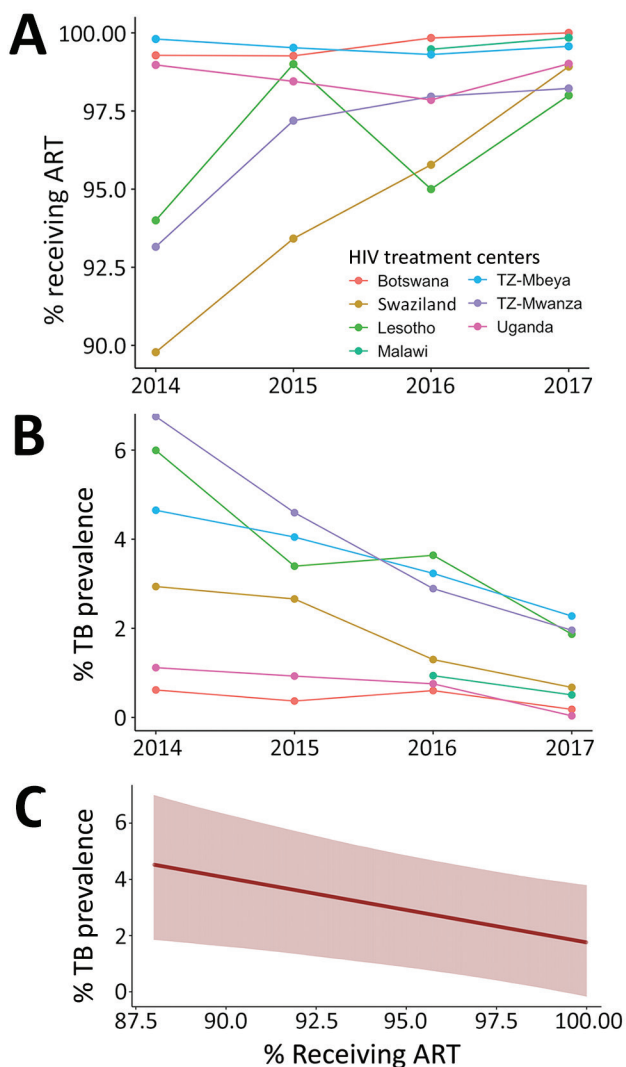 A
% receiving ART
100.00
97.5
95.0
92.5
90.0
HIV treatment centers
Botswana
Swaziland
Lesotho
Malawi
TZ-Mbeya
TZ-Mwanza
Uganda
2014 2015 2016 2017
B
% TB prevalence
6
4
2
0
2014 2015 2016 2017
C
% TB prevalence
6
4
2
0
87.5 90.0 92.5 95.0 97.5 100.00
% Receiving ART